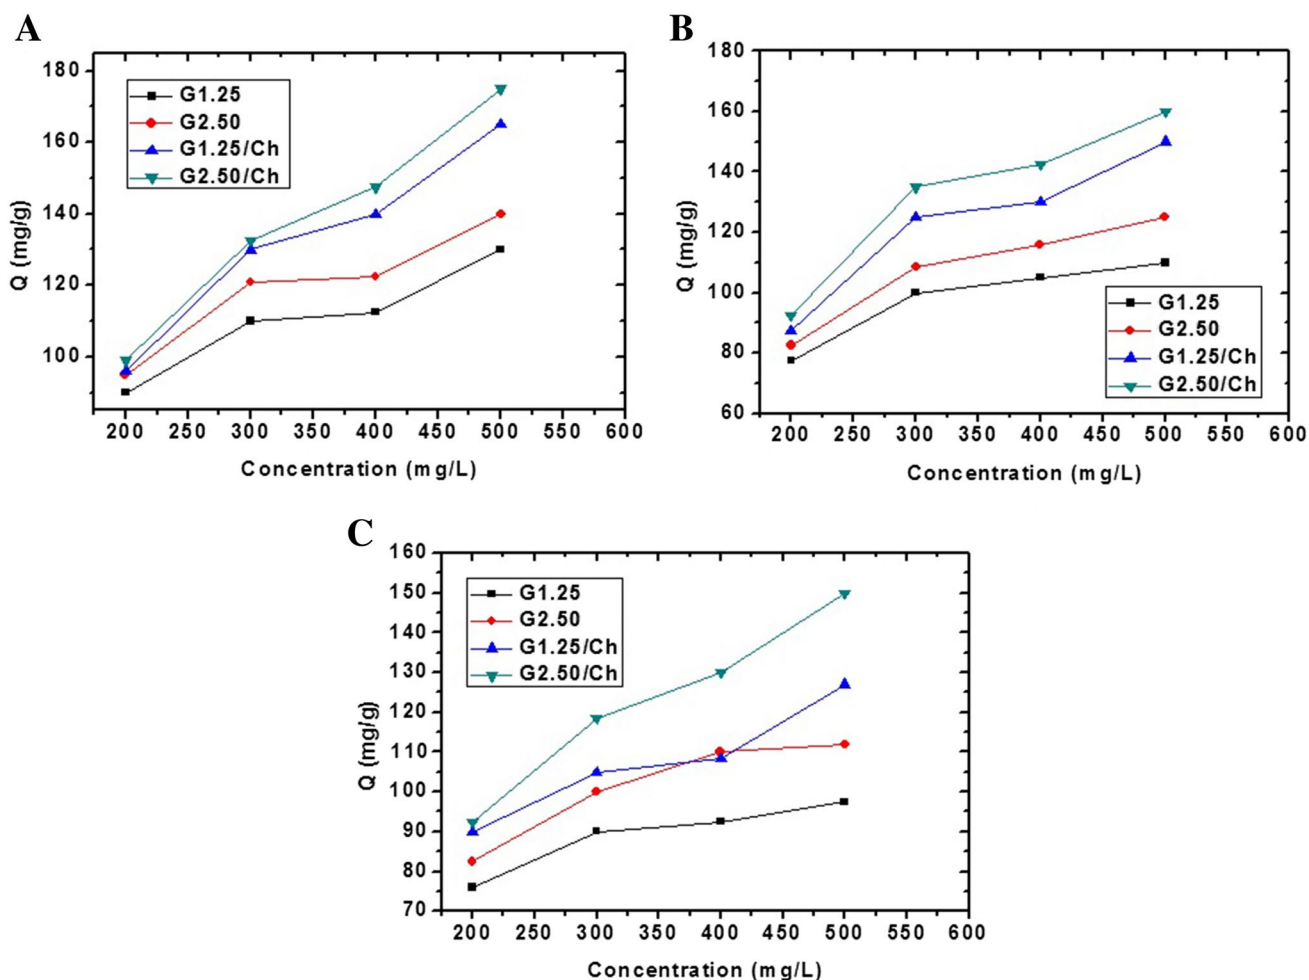 A
180
160
140
120
100
Q (mg/g)
G1.25
G2.50
G1.25/Ch
G2.50/Ch
200 250 300 350 400 450 500 550 600
Concentration (mg/L)
B
180
160
140
120
100
80
60
Q (mg/g)
G1.25
G2.50
G1.25/Ch
G2.50/Ch
200 250 300 350 400 450 500 550 600
Concentration (mg/L)
C
160
150
140
130
120
110
100
90
80
70
Q (mg/g)
G1.25
G2.50
G1.25/Ch
G2.50/Ch
200 250 300 350 400 450 500 550 600
Concentration (mg/L)